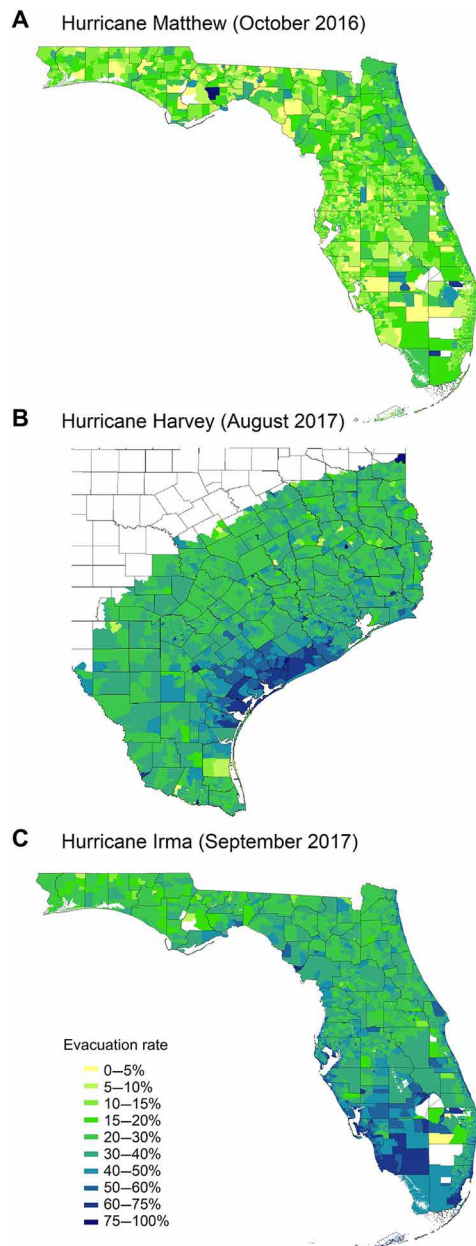 A
Hurricane Matthew (October 2016)
B
Hurricane Harvey (August 2017)
C
Hurricane Irma (September 2017)
Evacuation rate
0–5%
5–10%
10–15%
15–20%
20–30%
30–40%
40–50%
50–60%
60–75%
75–100%